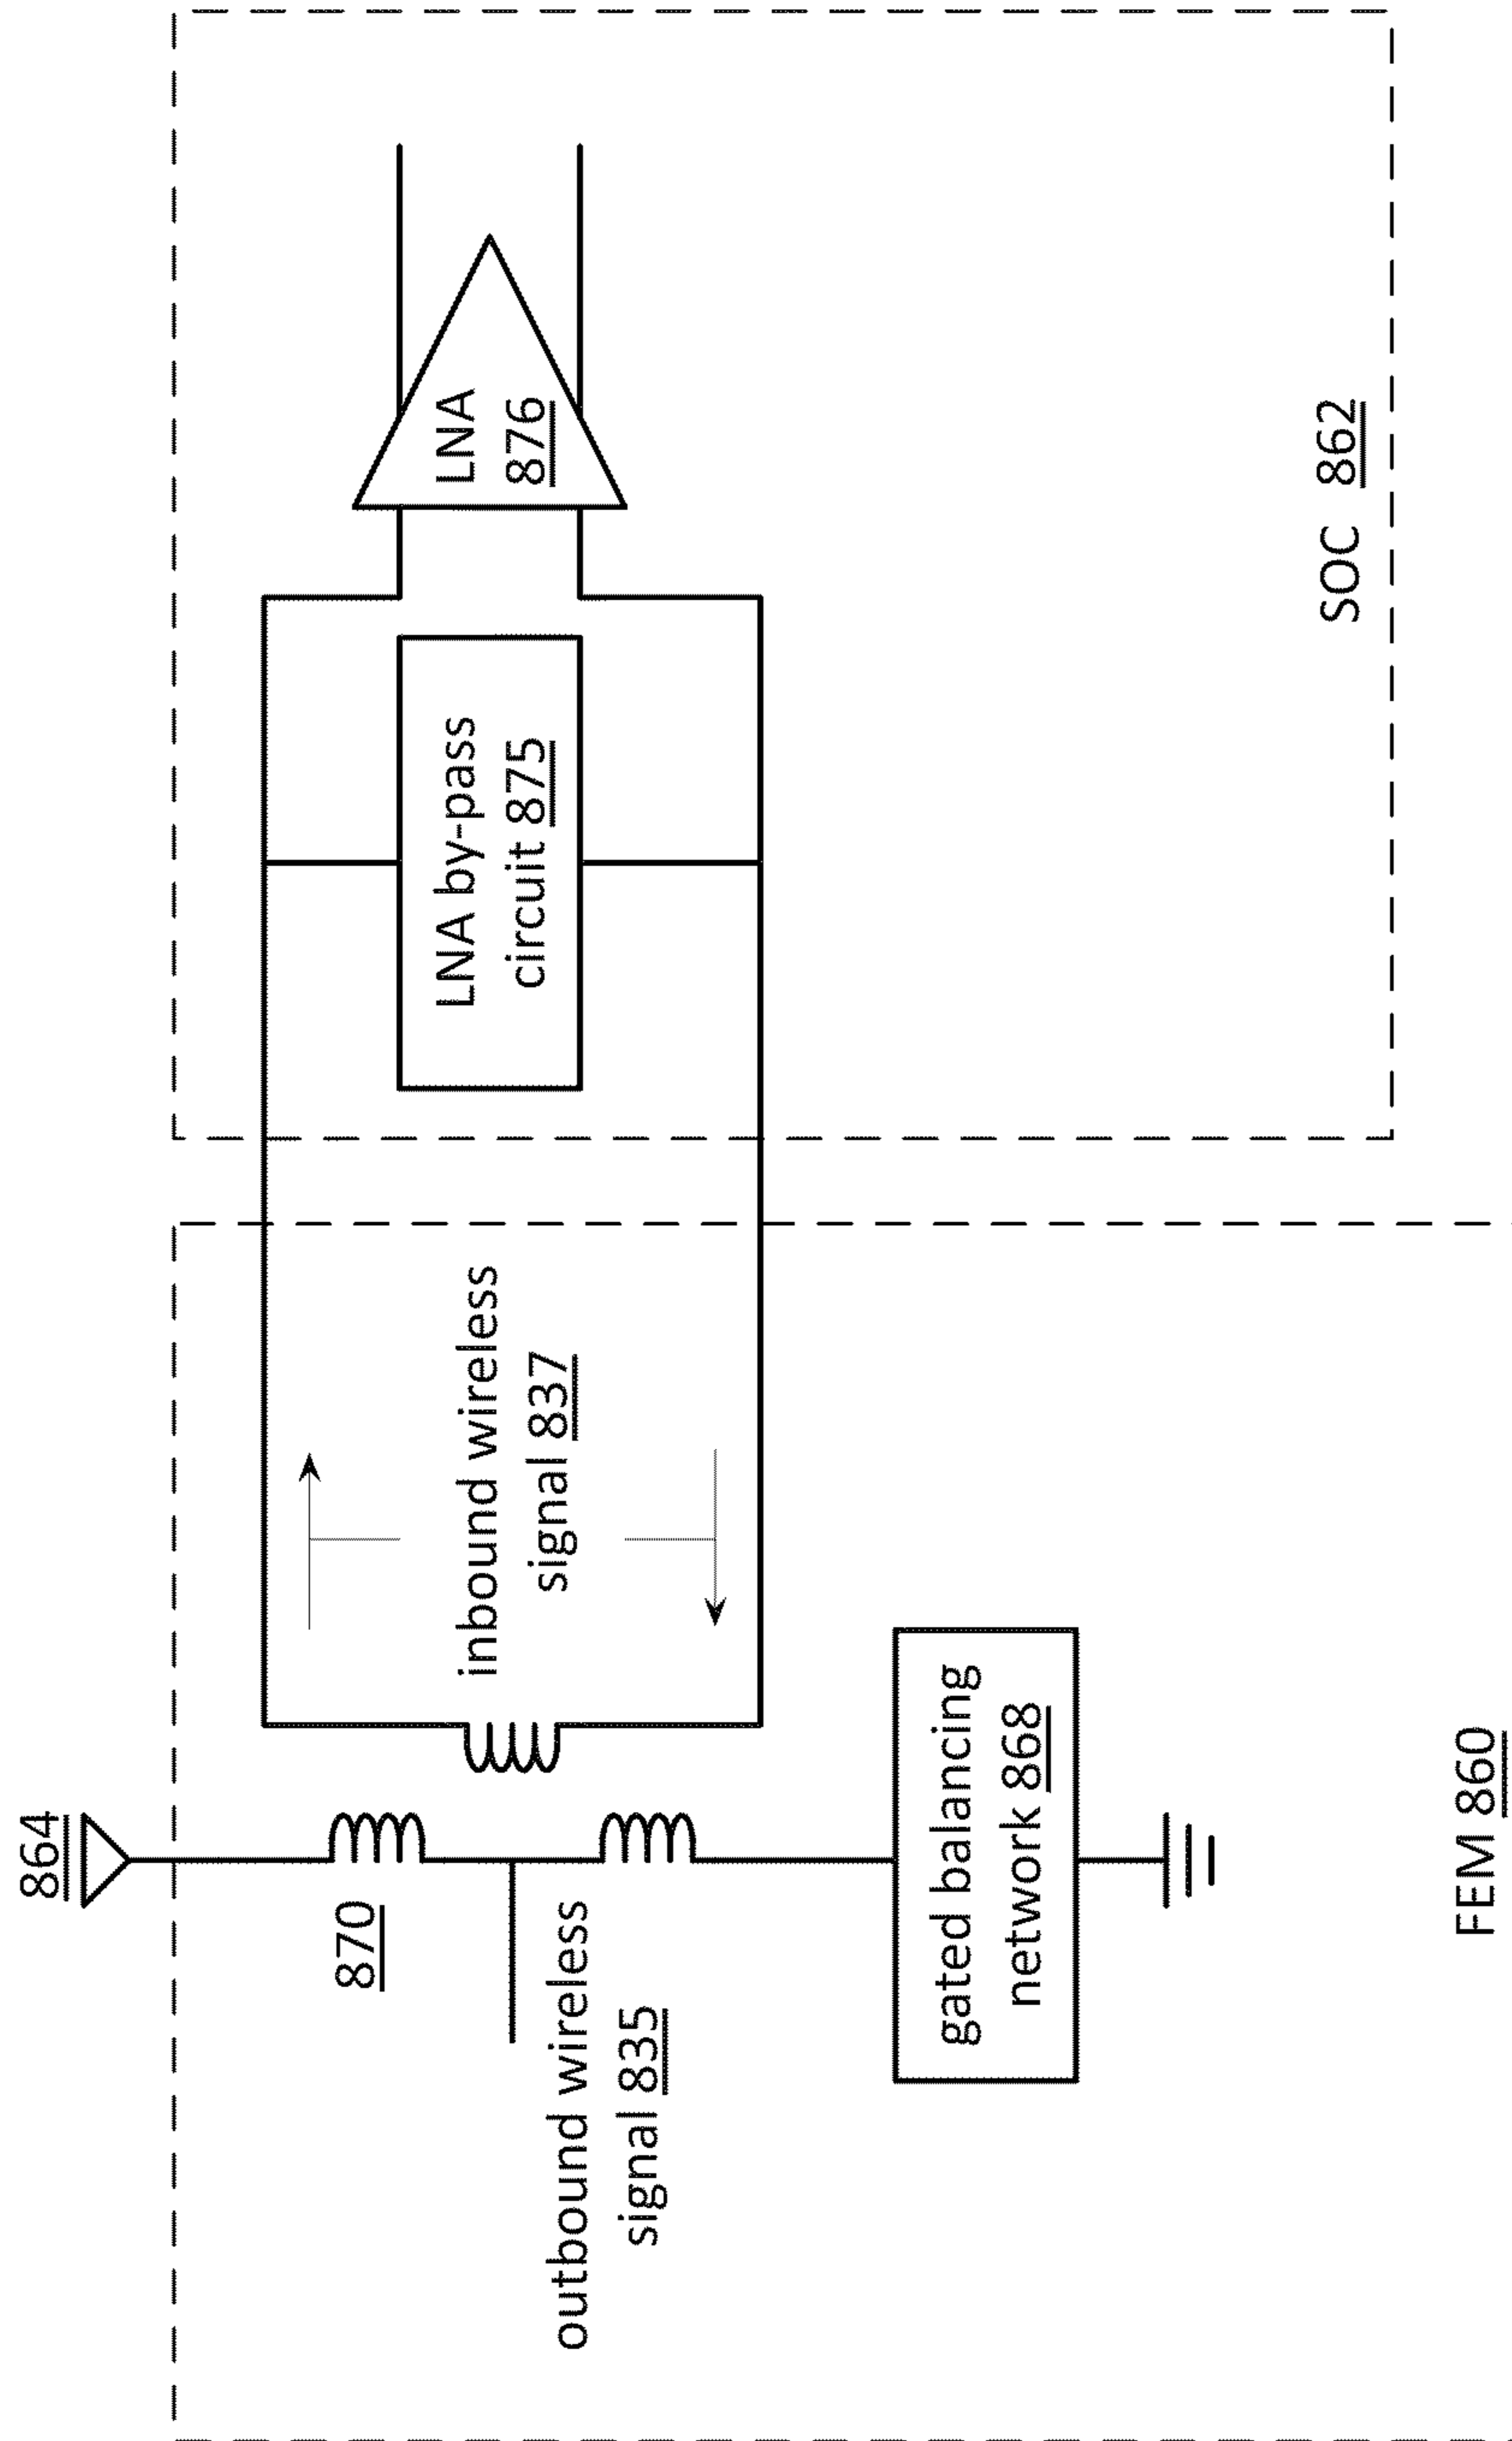 864
870
outbound wireless
signal 835
gated balancing
network 868
FEM 860
inbound wireless
signal 837
LNA by-pass
circuit 875
LNA
876
SOC 862